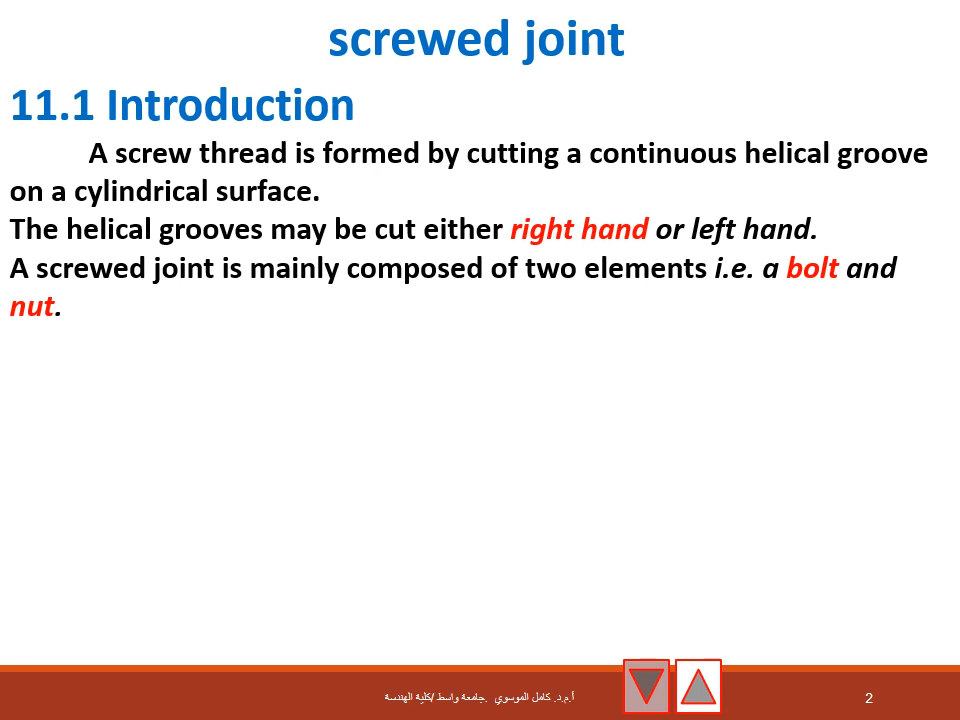 screwed joint
11.1 Introduction
A screw thread is formed by cutting a continuous helical groove
on a cylindrical surface.
The helical grooves may be cut either right hand or left hand.
A screwed joint is mainly composed of two elements i.e. a bolt and
nut.
أ.م.د. كامل الموسوي .جامعة واسط/كلية الهندسة
2